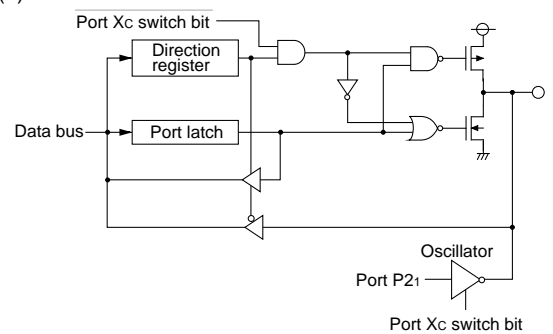 Port XC switch bit
Direction
register
Data bus
Port latch
Oscillator
Port P21
Port XC switch bit